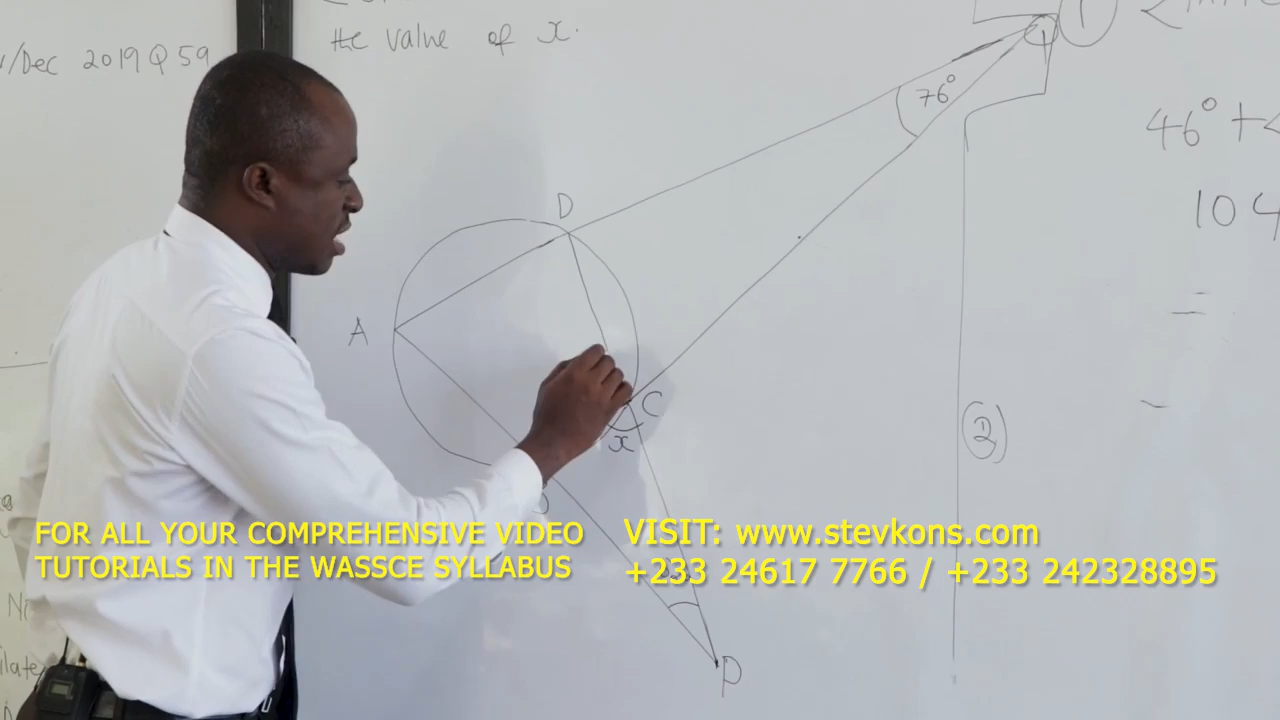 the value of x.
/Dec 2019 Q 59
1
76°
46° + <
104
D
=
A
C
x
2
FOR ALL YOUR COMPREHENSIVE VIDEO
TUTORIALS IN THE WASSCE SYLLABUS
VISIT: www.stevkons.com
+233 24617 7766 / +233 242328895
P